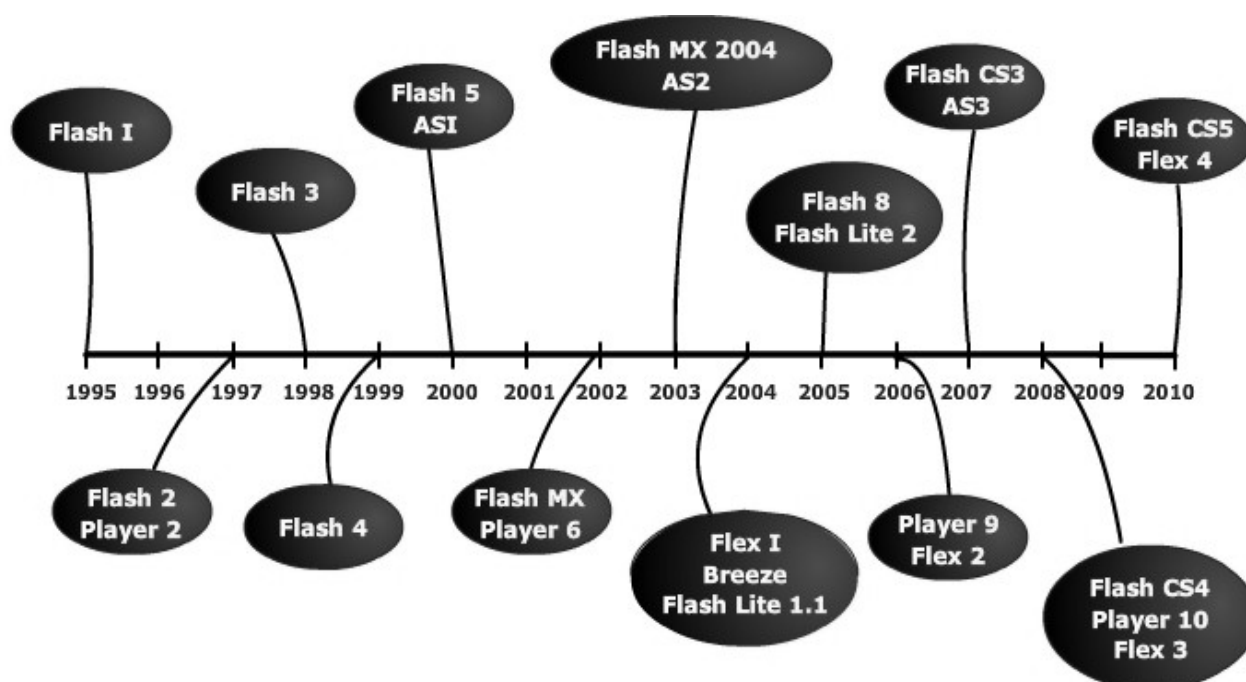 Flash I
Flash 3
Flash 5
ASI
Flash MX 2004
AS2
Flash 8
Flash Lite 2
Flash CS3
AS3
Flash CS5
Flex 4
1995 1996 1997 1998 1999 2000 2001 2002 2003 2004 2005 2006 2007 2008 2009 2010
Flash 2
Player 2
Flash 4
Flash MX
Player 6
Flex I
Breeze
Flash Lite 1.1
Player 9
Flex 2
Flash CS4
Player 10
Flex 3